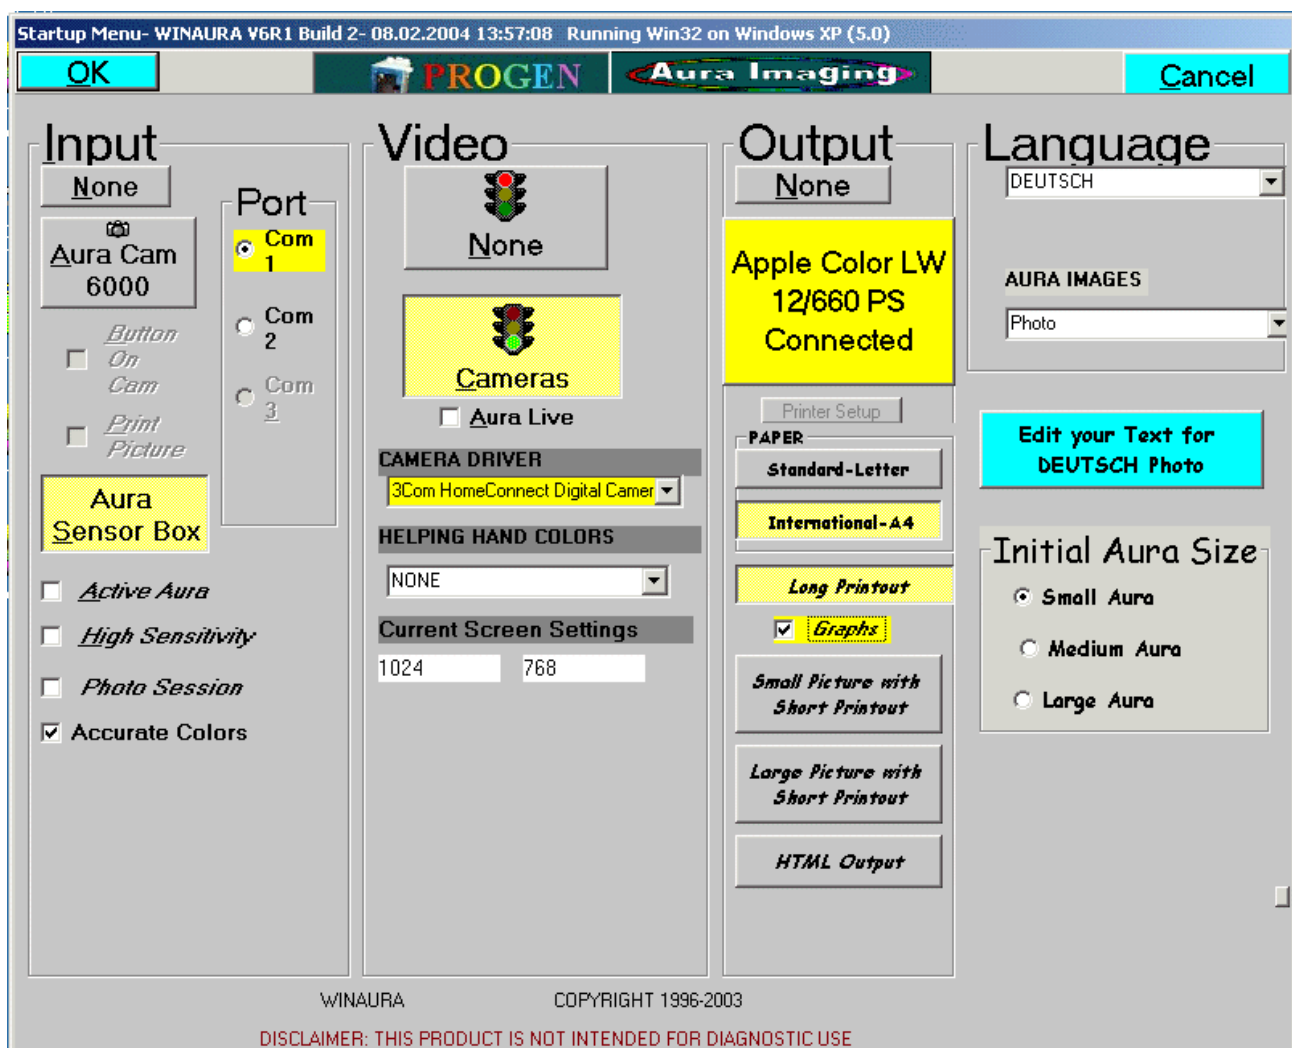 Startup Menu- WINAURA V6R1 Build 2- 08.02.2004 13:57:08 Running Win32 on Windows XP (5.0)
OK
PROGEN
Aura Imaging
Cancel
Input
None
Aura Cam
6000
Button
On
Cam
Print
Picture
Aura
Sensor Box
Active Aura
High Sensitivity
Photo Session
Accurate Colors
Port
Com
1
Com
2
Com
3
Video
None
Cameras
Aura Live
CAMERA DRIVER
3Com HomeConnect Digital Camer
HELPING HAND COLORS
NONE
Current Screen Settings
1024 768
Output
None
Apple Color LW
12/660 PS
Connected
Printer Setup
PAPER
Standard-Letter
International-A4
Long Printout
Graphs
Small Picture with
Short Printout
Large Picture with
Short Printout
HTML Output
Language
DEUTSCH
AURA IMAGES
Photo
Edit your Text for
DEUTSCH Photo
Initial Aura Size
Small Aura
Medium Aura
Large Aura
WINAURA COPYRIGHT 1996-2003
DISCLAIMER: THIS PRODUCT IS NOT INTENDED FOR DIAGNOSTIC USE